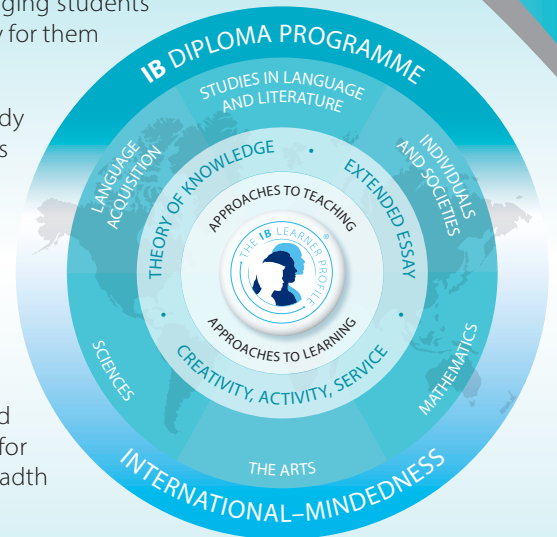 ging students
y for them
dy
s
d
for
adth
IB DIPLOMA PROGRAMME
STUDIES IN LANGUAGE
AND LITERATURE
LANGUAGE
ACQUISITION
INDIVIDUALS
AND SOCIETIES
THEORY OF KNOWLEDGE
•
EXTENDED ESSAY
•
APPROACHES TO TEACHING
THE IB LEARNER PROFILE
®
APPROACHES TO LEARNING
•
CREATIVITY, ACTIVITY, SERVICE
SCIENCES
MATHEMATICS
THE ARTS
INTERNATIONAL–MINDEDNESS